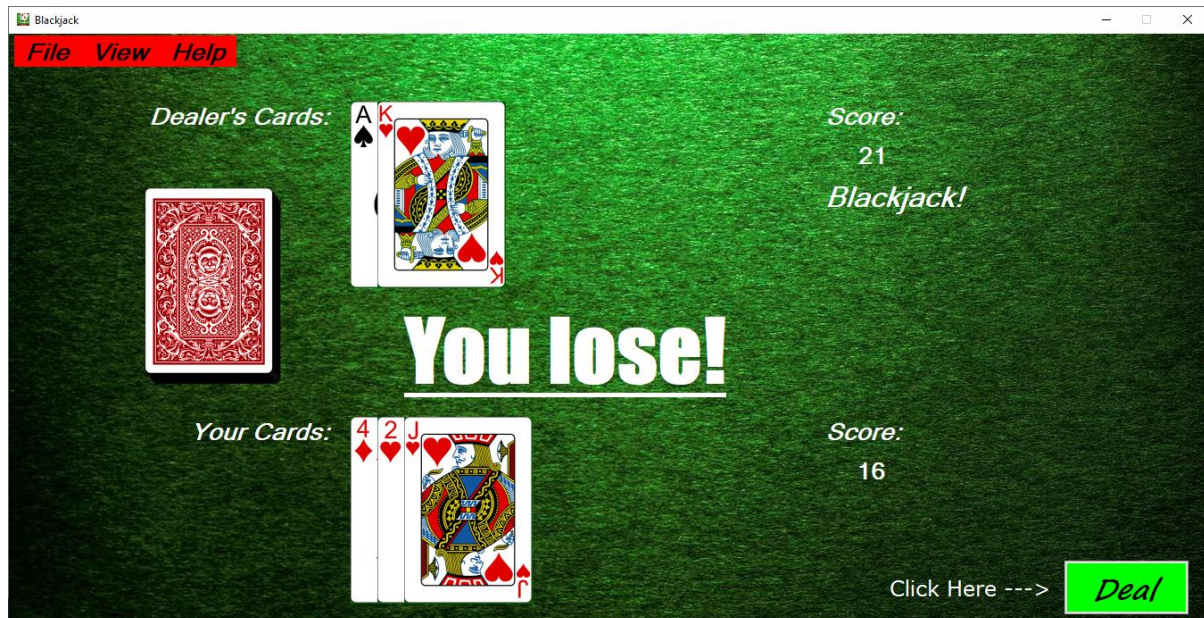 Blackjack
File View Help
Dealer's Cards:
A K
K
Score:
21
Blackjack!
You lose!
Your Cards:
4 2 J
J
Score:
16
Click Here ---> Deal